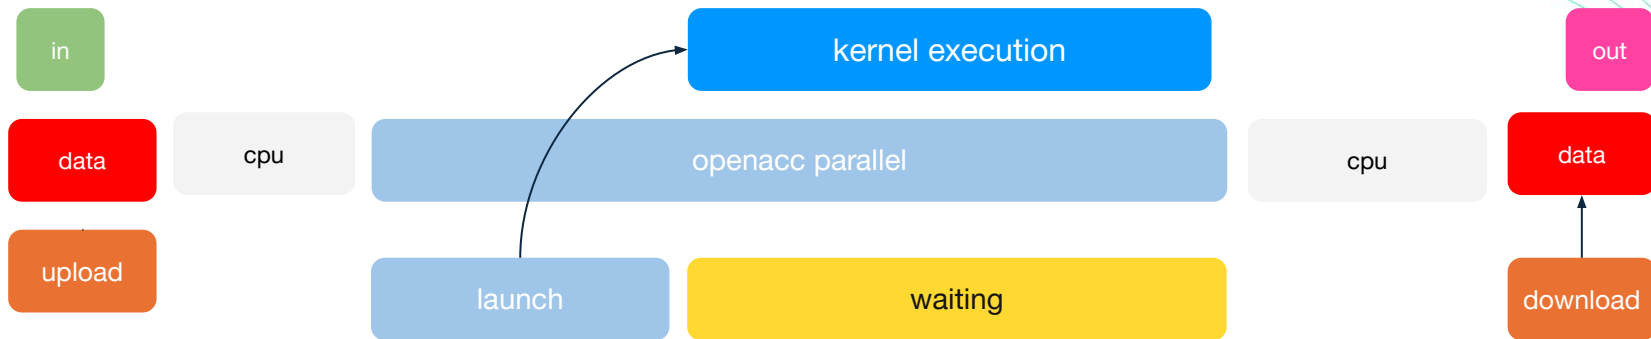 in
kernel execution
out
data
cpu
openacc parallel
cpu
data
upload
launch
waiting
download